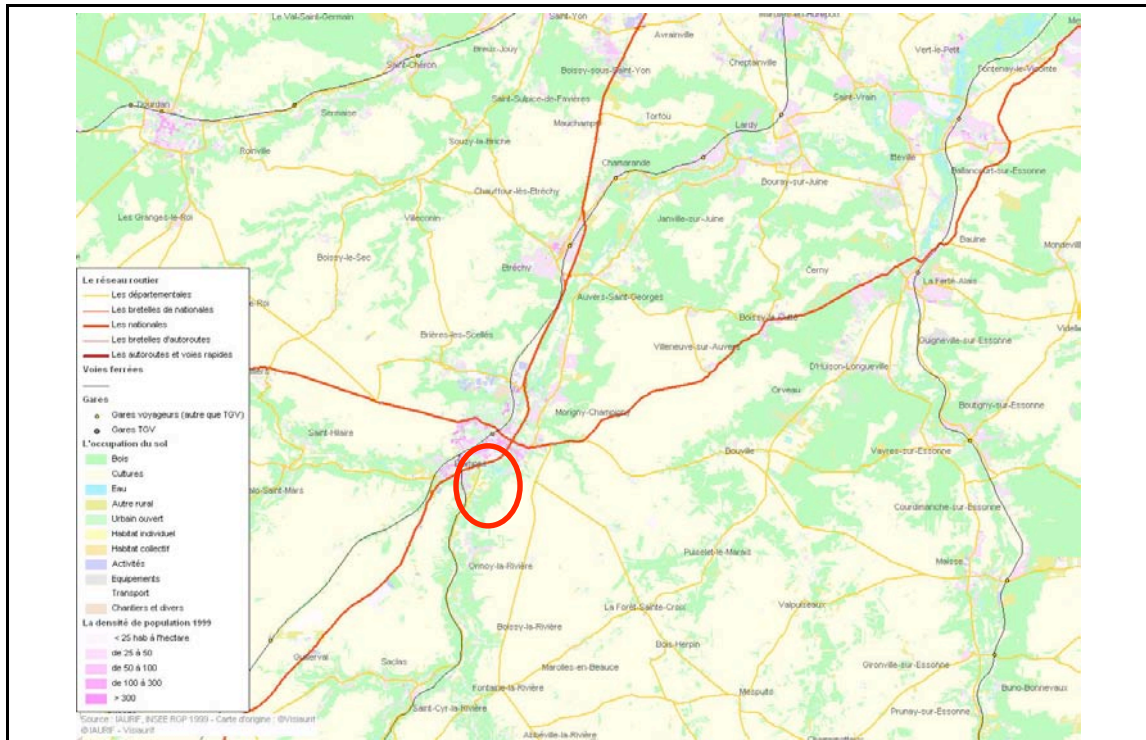 Le Val-Saint-Germain
Saint-Yon
Avrainville
Breux-Jouy
Vert-le-Petit
Saint-Chéron
Boissy-sous-Saint-Yon
Cheptainville
Fontenay-le-Vicomte
Dourdan
Saint-Sulpice-de-Favières
Saint-Vrain
Sermaise
Mauchamps
Torfou
Lardy
Souzy-la-Briche
Roinville
Itteville
Chamarande
Ballancourt-sur-Essonne
Bouray-sur-Juine
Chauffour-lès-Etréchy
Les Granges-le-Roi
Villeconin
Janville-sur-Juine
Baulne
Boissy-le-Sec
Etréchy
Cerny
La Ferté-Alais
Auvers-Saint-Georges
Boissy-le-Cutté
Brières-les-Scellés
Villeneuve-sur-Auvers
Guigneville-sur-Essonne
D'Huison-Longueville
Orveau
Morigny-Champigny
Boutigny-sur-Essonne
Saint-Hilaire
Bouville
Vayres-sur-Essonne
Courdimanche-sur-Essonne
Puiselet-le-Marais
Maisse
Ormoy-la-Rivière
La Forêt-Sainte-Croix
Valpuiseaux
Boissy-la-Rivière
Bois-Herpin
Guillerval
Saclas
Marolles-en-Beauce
Gironville-sur-Essonne
Fontaine-la-Rivière
Mespuits
Buno-Bonnevaux
Saint-Cyr-la-Rivière
Prunay-sur-Essonne
Abbéville-la-Rivière
Le réseau routier
Les départementales
Les bretelles de nationales
Les nationales
Les bretelles d'autoroutes
Les autoroutes et voies rapides
Voies ferrées
Gares
Gares voyageurs (autre que TGV)
Gares TGV
L'occupation du sol
Bois
Cultures
Eau
Autre rural
Urbain ouvert
Habitat individuel
Habitat collectif
Activités
Equipements
Transport
Chantiers et divers
La densité de population 1999
< 25 hab à l'hectare
de 25 à 50
de 50 à 100
de 100 à 300
> 300
Source : IAURIF, INSEE RGP 1999 - Carte d'origine : ©Visiaurif
© IAURIF - Visiaurif